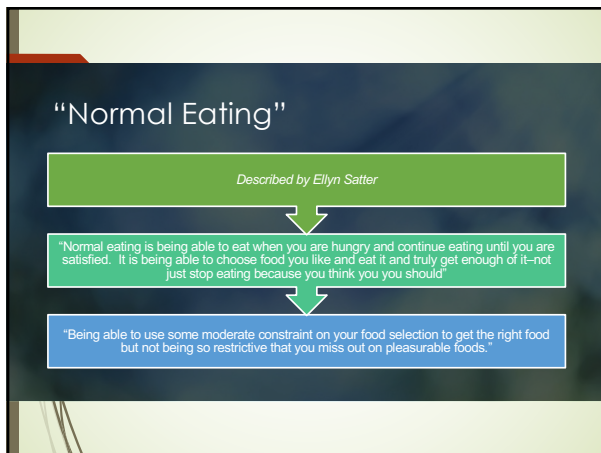 “Normal Eating”
Described by Ellyn Satter
“Normal eating is being able to eat when you are hungry and continue eating until you are
satisfied.  It is being able to choose food you like and eat it and truly get enough of it–not
just stop eating because you think you you should”
“Being able to use some moderate constraint on your food selection to get the right food
but not being so restrictive that you miss out on pleasurable foods.”